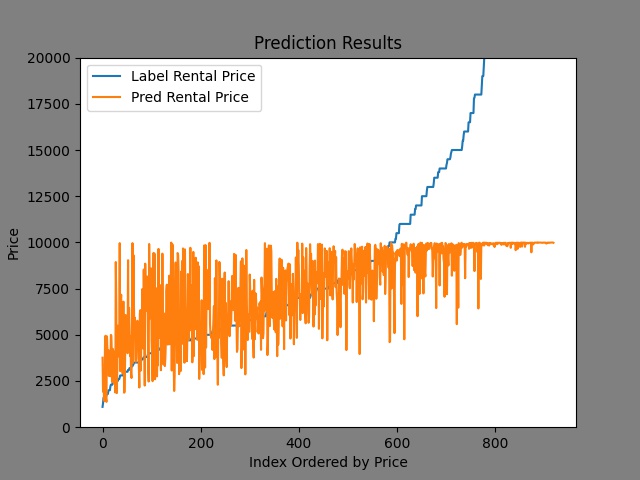 Prediction Results
Label Rental Price
Pred Rental Price
20000
17500
15000
12500
10000
7500
5000
2500
0
Price
0 200 400 600 800
Index Ordered by Price